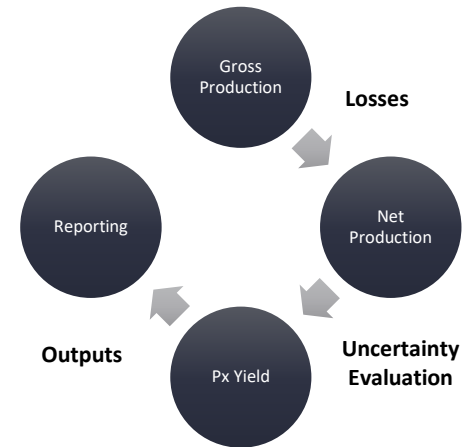 Gross
Production
Losses
Net
Production
Uncertainty
Evaluation
Px Yield
Outputs
Reporting